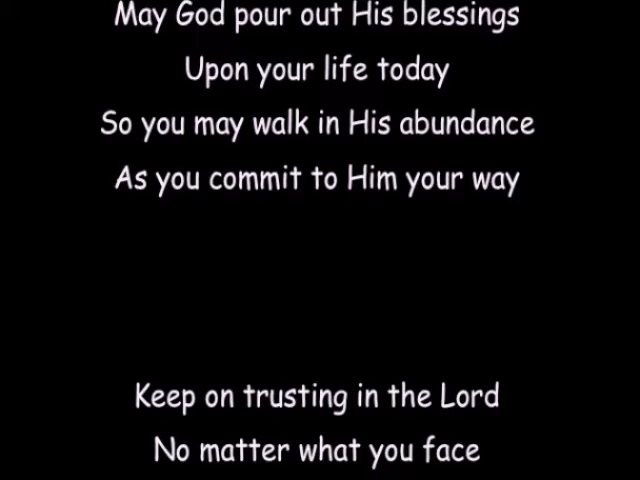 May God pour out His blessings
Upon your life today
So you may walk in His abundance
As you commit to Him your way
Keep on trusting in the Lord
No matter what you face